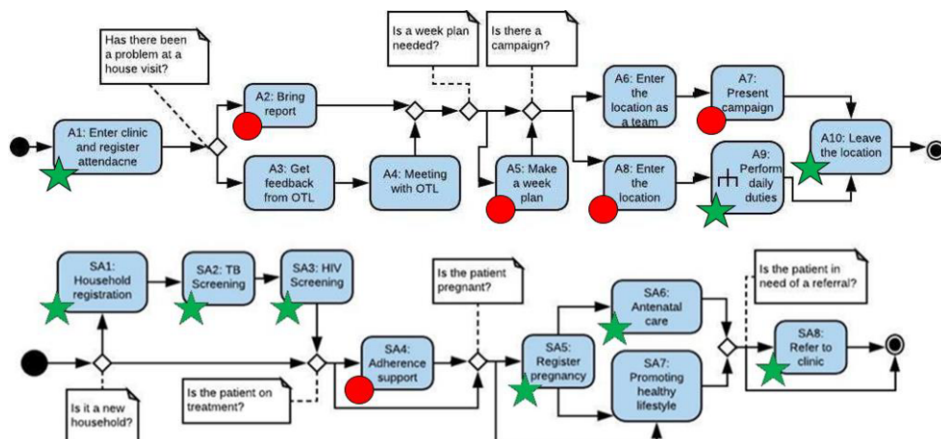 Has there been
a problem at a
house visit?
Is a week plan
needed?
Is there a
campaign?
A1: Enter clinic
and register
attendacne
A2: Bring
report
A3: Get
feedback
from OTL
A4: Meeting
with OTL
A5: Make
a week
plan
A6: Enter
the
location as
a team
A7:
Present
campaign
A8: Enter
the
location
A9:
Perform
daily
duties
A10: Leave
the location
SA1:
Household
registration
SA2: TB
Screening
SA3: HIV
Screening
Is the patient
pregnant?
Is the patient in
need of a referral?
SA4:
Adherence
support
SA5:
Register
pregnancy
SA6:
Antenatal
care
SA7:
Promoting
healthy
lifestyle
SA8:
Refer to
clinic
Is it a new
household?
Is the patient on
treatment?